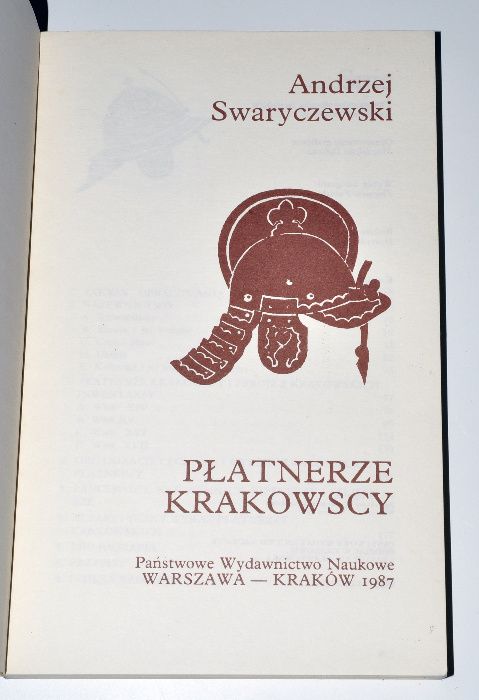 Andrzej
Swaryczewski
PŁATNERZE
KRAKOWSCY
Państwowe Wydawnictwo Naukowe
WARSZAWA — KRAKÓW 1987